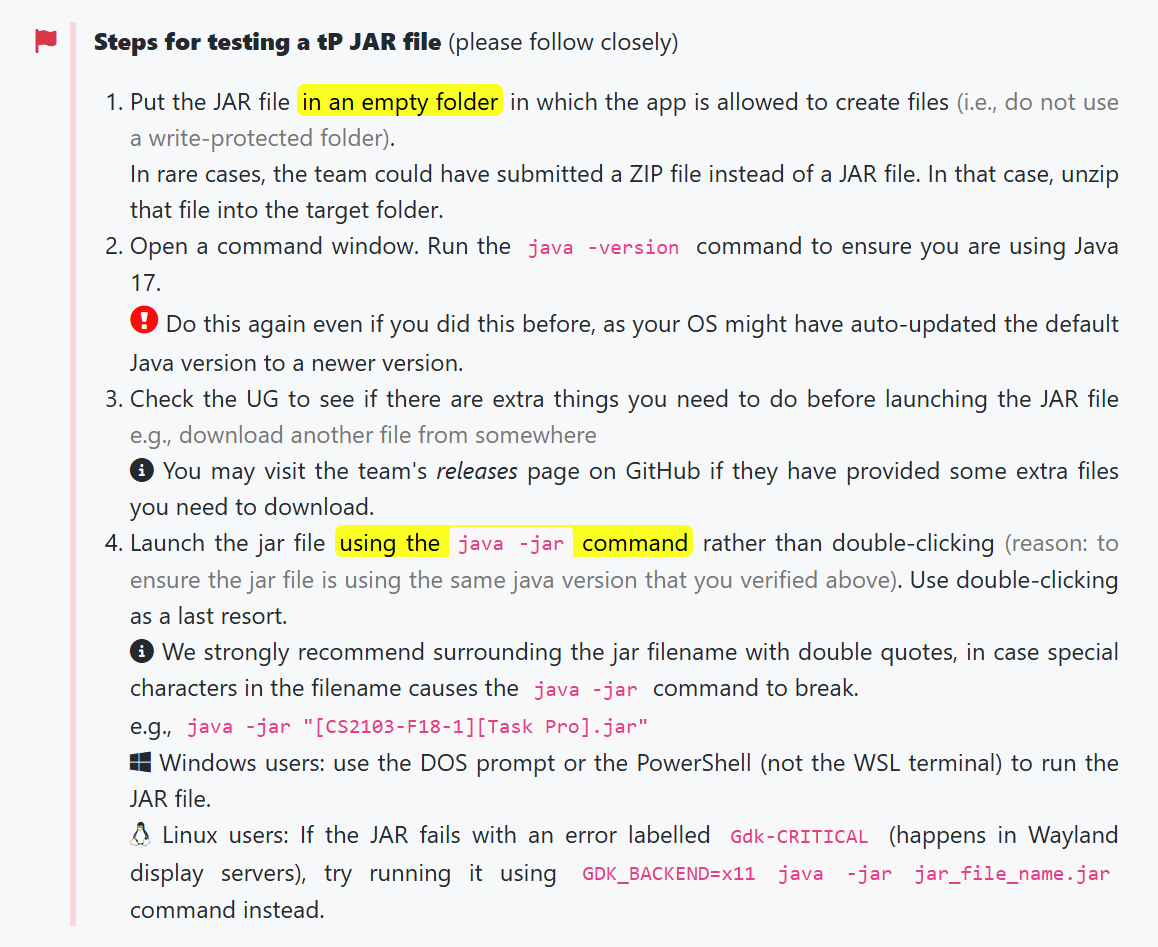 Steps for testing a tP JAR file (please follow closely)
1. Put the JAR file in an empty folder in which the app is allowed to create files (i.e., do not use
a write-protected folder).
In rare cases, the team could have submitted a ZIP file instead of a JAR file. In that case, unzip
that file into the target folder.
2. Open a command window. Run the java -version command to ensure you are using Java
17.
Do this again even if you did this before, as your OS might have auto-updated the default
Java version to a newer version.
3. Check the UG to see if there are extra things you need to do before launching the JAR file
e.g., download another file from somewhere
You may visit the team's releases page on GitHub if they have provided some extra files
you need to download.
4. Launch the jar file using the java -jar command rather than double-clicking (reason: to
ensure the jar file is using the same java version that you verified above). Use double-clicking
as a last resort.
We strongly recommend surrounding the jar filename with double quotes, in case special
characters in the filename causes the java -jar command to break.
e.g., java -jar "[CS2103-F18-1][Task Pro].jar"
Windows users: use the DOS prompt or the PowerShell (not the WSL terminal) to run the
JAR file.
Linux users: If the JAR fails with an error labelled Gdk-CRITICAL (happens in Wayland
display servers), try running it using GDK_BACKEND=x11 java -jar jar_file_name.jar
command instead.